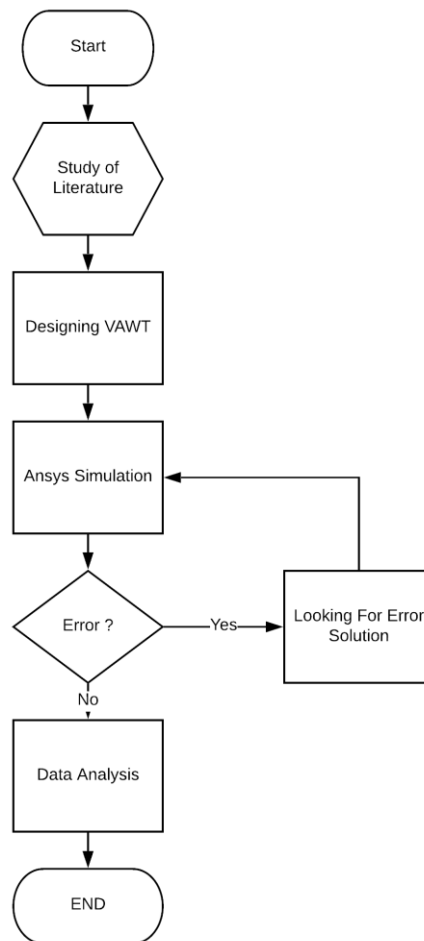 Start
Study of
Literature
Designing VAWT
Ansys Simulation
Error ?
Yes
Looking For Error
Solution
No
Data Analysis
END